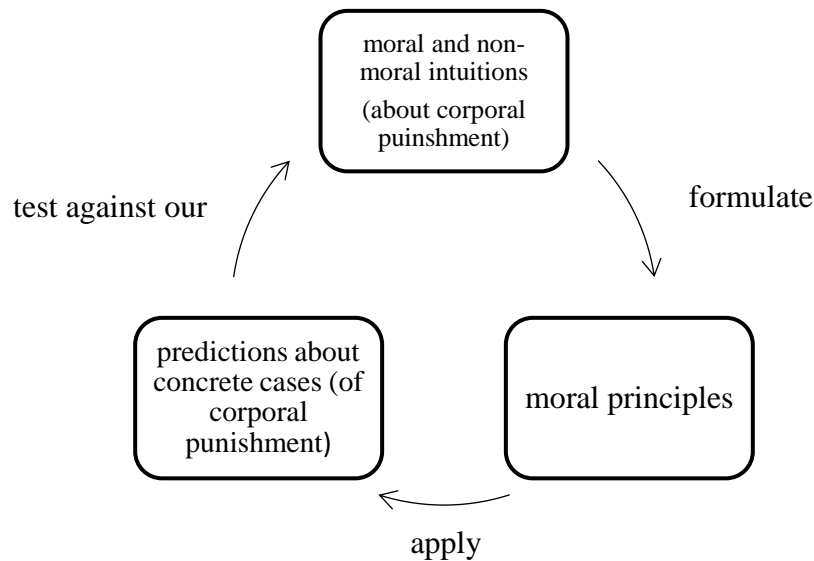 moral and non-
moral intuitions
(about corporal
puinshment)
test against our
formulate
predictions about
concrete cases (of
corporal
punishment)
moral principles
apply